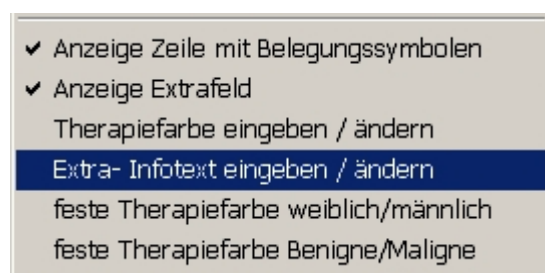 Anzeige Zeile mit Belegungssymbolen
Anzeige Extrafeld
Therapiefarbe eingeben / ändern
Extra- Infotext eingeben / ändern
feste Therapiefarbe weiblich/männlich
feste Therapiefarbe Benigne/Maligne